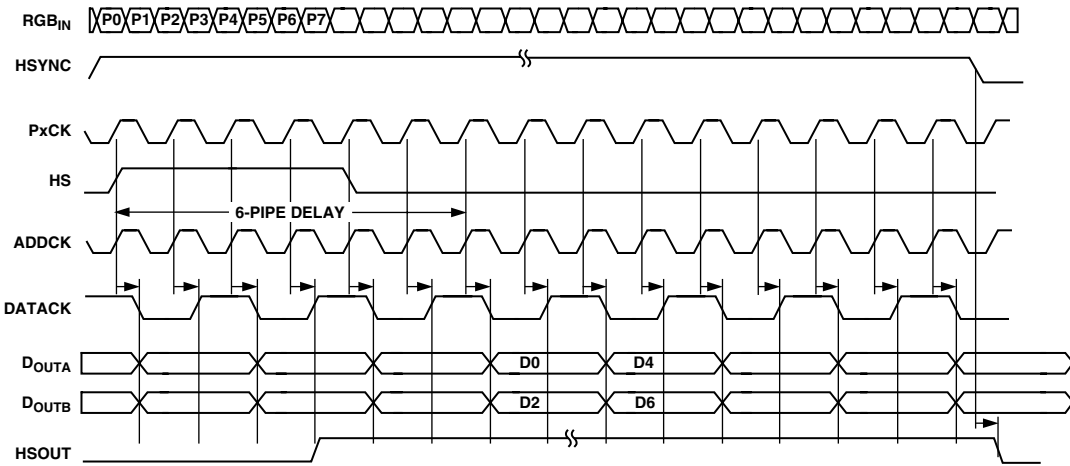 RGBIN P0 P1 P2 P3 P4 P5 P6 P7
HSYNC
PxCK
HS
6-PIPE DELAY
ADDCK
DATACK
DOUTA D0 D4
DOUTB D2 D6
HSOUT